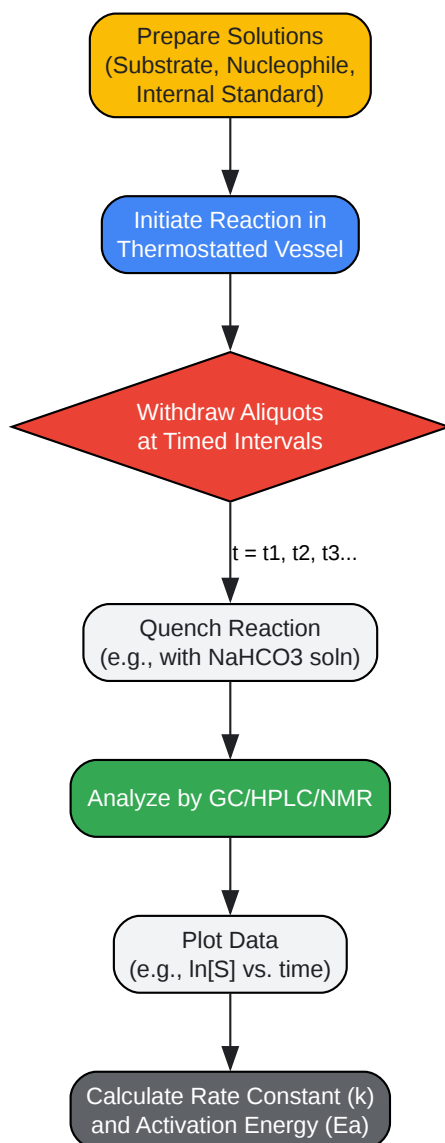 Prepare Solutions
(Substrate, Nucleophile,
Internal Standard)
Initiate Reaction in
Thermostatted Vessel
Withdraw Aliquots
at Timed Intervals
t = t1, t2, t3...
Quench Reaction
(e.g., with NaHCO3 soln)
Analyze by GC/HPLC/NMR
Plot Data
(e.g., ln[S] vs. time)
Calculate Rate Constant (k)
and Activation Energy (Ea)